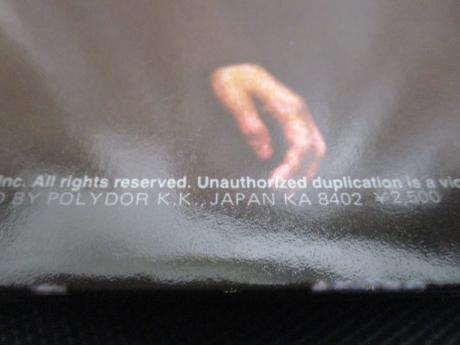 Inc. All rights reserved. Unauthorized duplication is a vio
D BY POLYDOR K.K., JAPAN KA 8402 ¥2,500